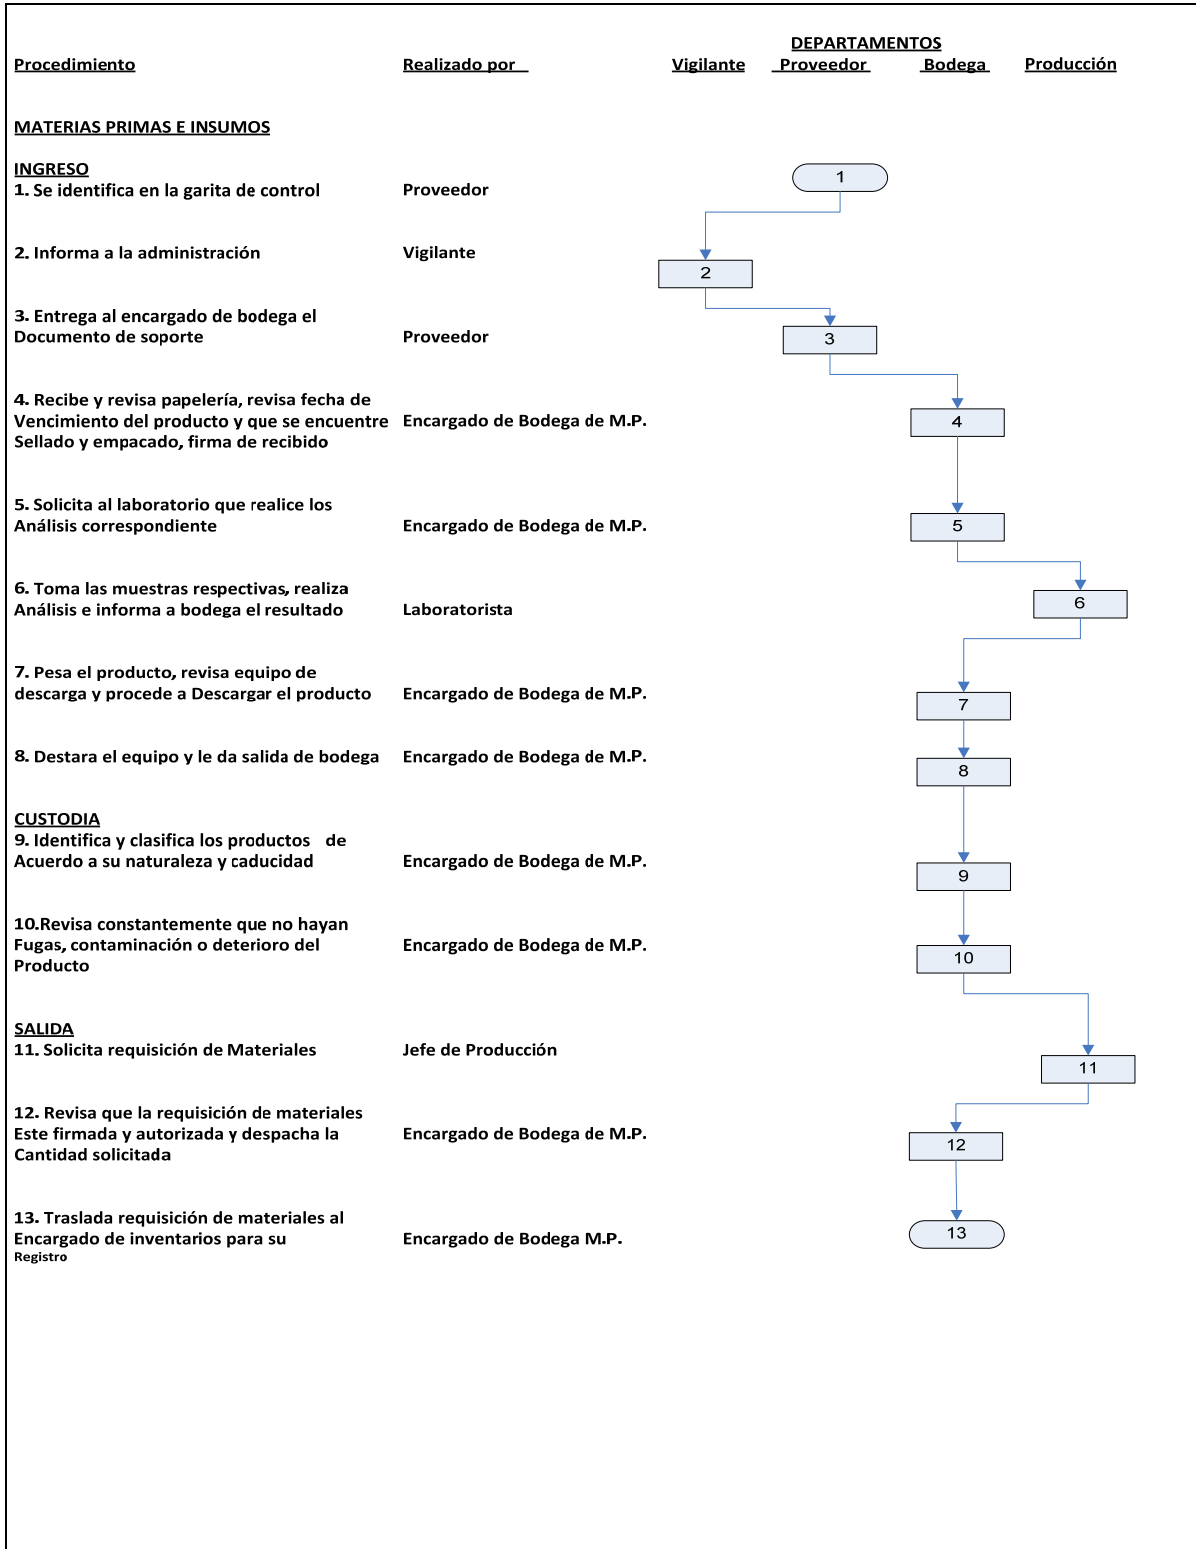 DEPARTAMENTOS
Procedimiento Realizado por Vigilante Proveedor Bodega Producción
MATERIAS PRIMAS E INSUMOS
INGRESO
1. Se identifica en la garita de control Proveedor 1
2. Informa a la administración Vigilante
2
3. Entrega al encargado de bodega el
Documento de soporte Proveedor 3
4. Recibe y revisa papelería, revisa fecha de
Vencimiento del producto y que se encuentre Encargado de Bodega de M.P. 4
Sellado y empacado, firma de recibido
5. Solicita al laboratorio que realice los
Análisis correspondiente Encargado de Bodega de M.P. 5
6. Toma las muestras respectivas, realiza
Análisis e informa a bodega el resultado Laboratorista 6
7. Pesa el producto, revisa equipo de
descarga y procede a Descargar el producto Encargado de Bodega de M.P. 7
8. Destara el equipo y le da salida de bodega Encargado de Bodega de M.P. 8
CUSTODIA
9. Identifica y clasifica los productos de
Acuerdo a su naturaleza y caducidad Encargado de Bodega de M.P. 9
10.Revisa constantemente que no hayan
Fugas, contaminación o deterioro del Encargado de Bodega de M.P. 10
Producto
SALIDA
11. Solicita requisición de Materiales Jefe de Producción 11
12. Revisa que la requisición de materiales
Este firmada y autorizada y despacha la Encargado de Bodega de M.P. 12
Cantidad solicitada
13. Traslada requisición de materiales al
Encargado de inventarios para su Encargado de Bodega M.P. 13
Registro